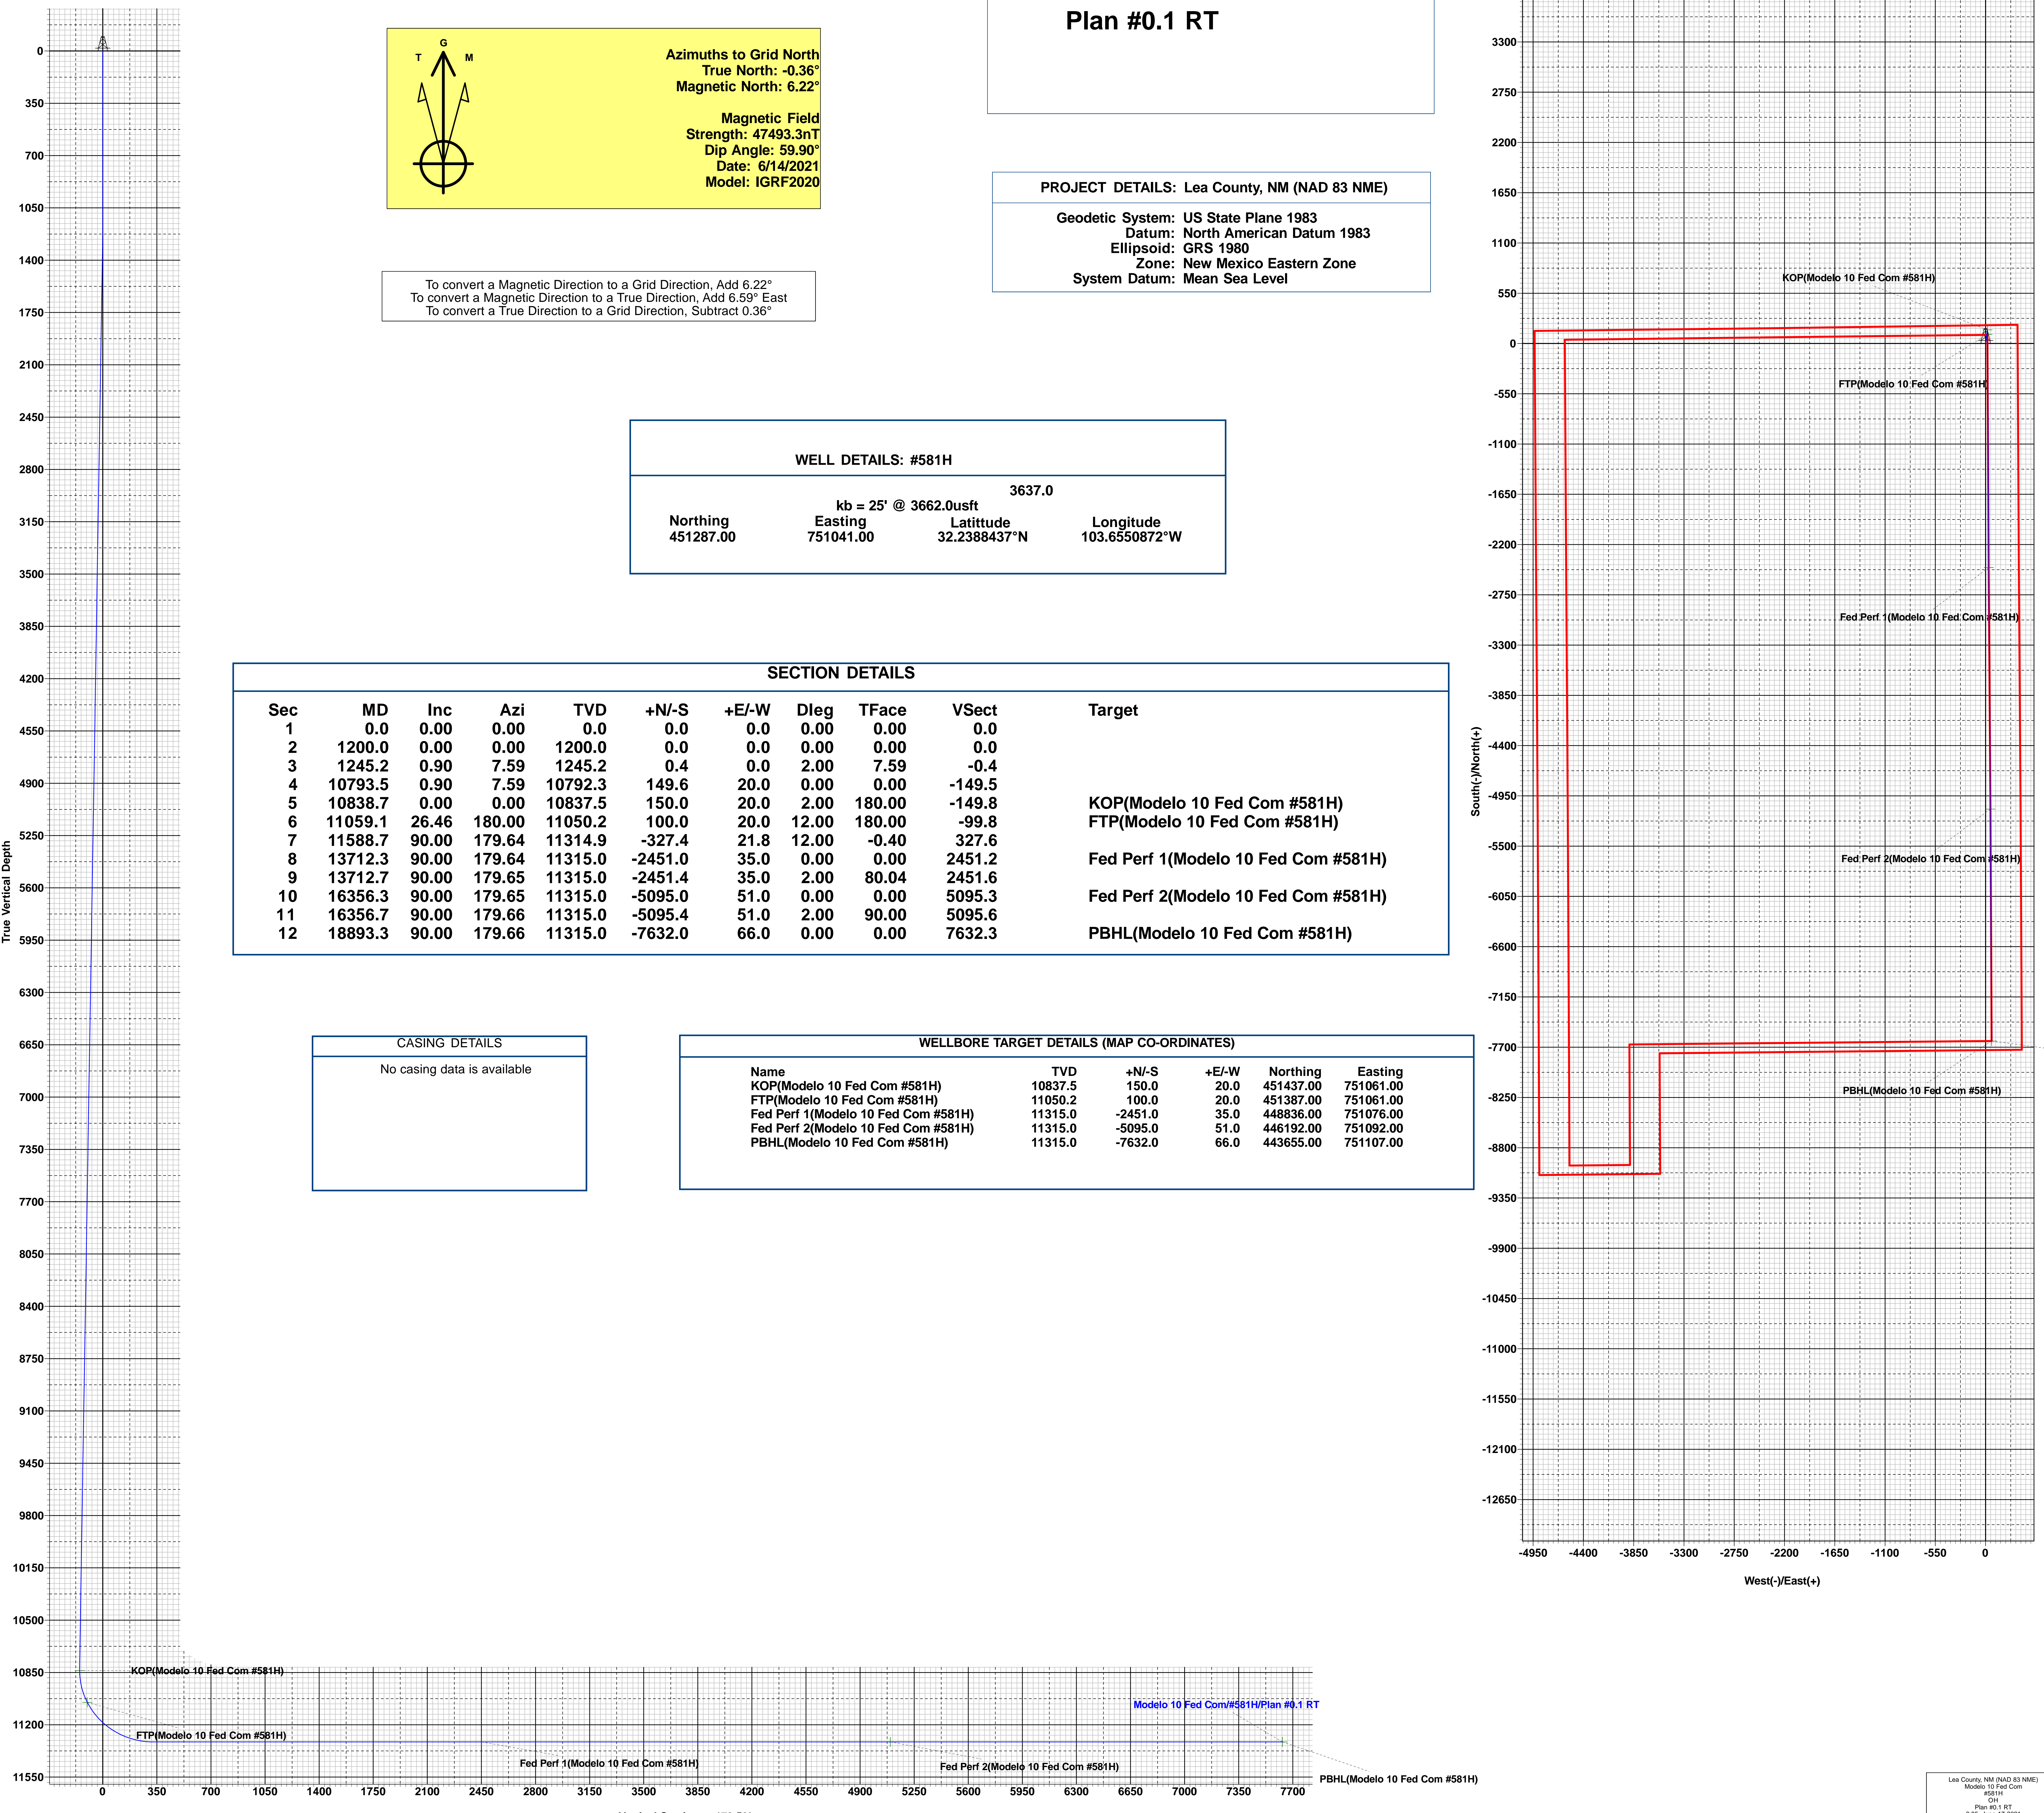 Plan #0.1 RT
G
T M
Azimuths to Grid North
True North: -0.36°
Magnetic North: 6.22°
Magnetic Field
Strength: 47493.3nT
Dip Angle: 59.90°
Date: 6/14/2021
Model: IGRF2020
To convert a Magnetic Direction to a Grid Direction, Add 6.22°
To convert a Magnetic Direction to a True Direction, Add 6.59° East
To convert a True Direction to a Grid Direction, Subtract 0.36°
PROJECT DETAILS: Lea County, NM (NAD 83 NME)
Geodetic System: US State Plane 1983
Datum: North American Datum 1983
Ellipsoid: GRS 1980
Zone: New Mexico Eastern Zone
System Datum: Mean Sea Level
WELL DETAILS: #581H
3637.0
kb = 25' @ 3662.0usft
Northing Easting Latittude Longitude
451287.00 751041.00 32.2388437°N 103.6550872°W
SECTION DETAILS
Sec MD Inc Azi TVD +N/-S +E/-W Dleg TFace VSect Target
1 0.0 0.00 0.00 0.0 0.0 0.0 0.00 0.00 0.0
2 1200.0 0.00 0.00 1200.0 0.0 0.0 0.00 0.00 0.0
3 1245.2 0.90 7.59 1245.2 0.4 0.0 2.00 7.59 -0.4
4 10793.5 0.90 7.59 10792.3 149.6 20.0 0.00 0.00 -149.5
5 10838.7 0.00 0.00 10837.5 150.0 20.0 2.00 180.00 -149.8 KOP(Modelo 10 Fed Com #581H)
6 11059.1 26.46 180.00 11050.2 100.0 20.0 12.00 180.00 -99.8 FTP(Modelo 10 Fed Com #581H)
7 11588.7 90.00 179.64 11314.9 -327.4 21.8 12.00 -0.40 327.6
8 13712.3 90.00 179.64 11315.0 -2451.0 35.0 0.00 0.00 2451.2 Fed Perf 1(Modelo 10 Fed Com #581H)
9 13712.7 90.00 179.65 11315.0 -2451.4 35.0 2.00 80.04 2451.6
10 16356.3 90.00 179.65 11315.0 -5095.0 51.0 0.00 0.00 5095.3 Fed Perf 2(Modelo 10 Fed Com #581H)
11 16356.7 90.00 179.66 11315.0 -5095.4 51.0 2.00 90.00 5095.6
12 18893.3 90.00 179.66 11315.0 -7632.0 66.0 0.00 0.00 7632.3 PBHL(Modelo 10 Fed Com #581H)
CASING DETAILS
No casing data is available
WELLBORE TARGET DETAILS (MAP CO-ORDINATES)
Name TVD +N/-S +E/-W Northing Easting
KOP(Modelo 10 Fed Com #581H) 10837.5 150.0 20.0 451437.00 751061.00
FTP(Modelo 10 Fed Com #581H) 11050.2 100.0 20.0 451387.00 751061.00
Fed Perf 1(Modelo 10 Fed Com #581H) 11315.0 -2451.0 35.0 448836.00 751076.00
Fed Perf 2(Modelo 10 Fed Com #581H) 11315.0 -5095.0 51.0 446192.00 751092.00
PBHL(Modelo 10 Fed Com #581H) 11315.0 -7632.0 66.0 443655.00 751107.00
True Vertical Depth
0
350
700
1050
1400
1750
2100
2450
2800
3150
3500
3850
4200
4550
4900
5250
5600
5950
6300
6650
7000
7350
7700
8050
8400
8750
9100
9450
9800
10150
10500
10850
11200
11550
KOP(Modelo 10 Fed Com #581H)
FTP(Modelo 10 Fed Com #581H)
Fed Perf 1(Modelo 10 Fed Com #581H)
Fed Perf 2(Modelo 10 Fed Com #581H)
Modelo 10 Fed Com/#581H/Plan #0.1 RT
PBHL(Modelo 10 Fed Com #581H)
0 350 700 1050 1400 1750 2100 2450 2800 3150 3500 3850 4200 4550 4900 5250 5600 5950 6300 6650 7000 7350 7700
South(-)/North(+)
3300
2750
2200
1650
1100
550
0
-550
-1100
-1650
-2200
-2750
-3300
-3850
-4400
-4950
-5500
-6050
-6600
-7150
-7700
-8250
-8800
-9350
-9900
-10450
-11000
-11550
-12100
-12650
KOP(Modelo 10 Fed Com #581H)
FTP(Modelo 10 Fed Com #581H)
Fed Perf 1(Modelo 10 Fed Com #581H)
Fed Perf 2(Modelo 10 Fed Com #581H)
PBHL(Modelo 10 Fed Com #581H)
-4950 -4400 -3850 -3300 -2750 -2200 -1650 -1100 -550 0
West(-)/East(+)
Lea County, NM (NAD 83 NME)
Modelo 10 Fed Com
#581H
OH
Plan #0.1 RT